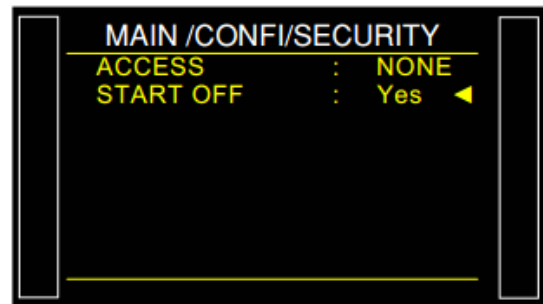 MAIN /CONFI/SECURITY
ACCESS : NONE
START OFF : Yes ◄